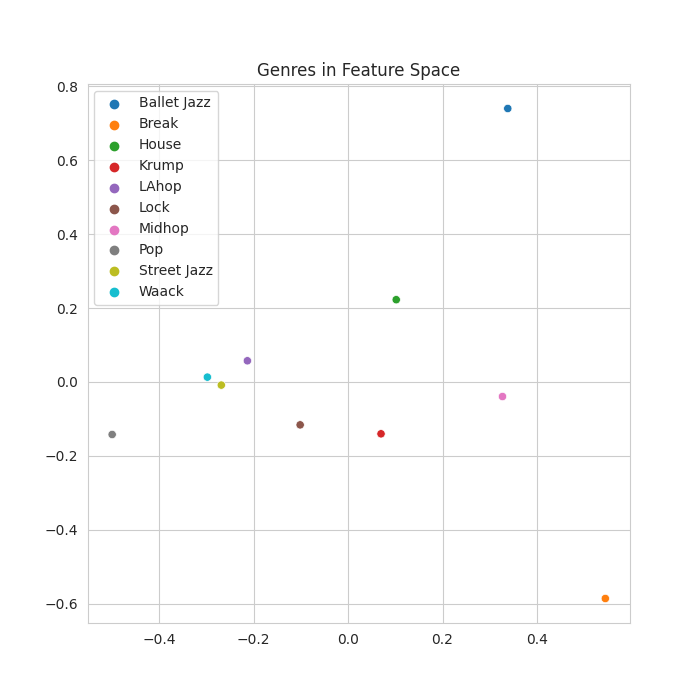 Genres in Feature Space
0.8
0.6
0.4
0.2
0.0
−0.2
−0.4
−0.6
Ballet Jazz
Break
House
Krump
LAhop
Lock
Midhop
Pop
Street Jazz
Waack
−0.4 −0.2 0.0 0.2 0.4